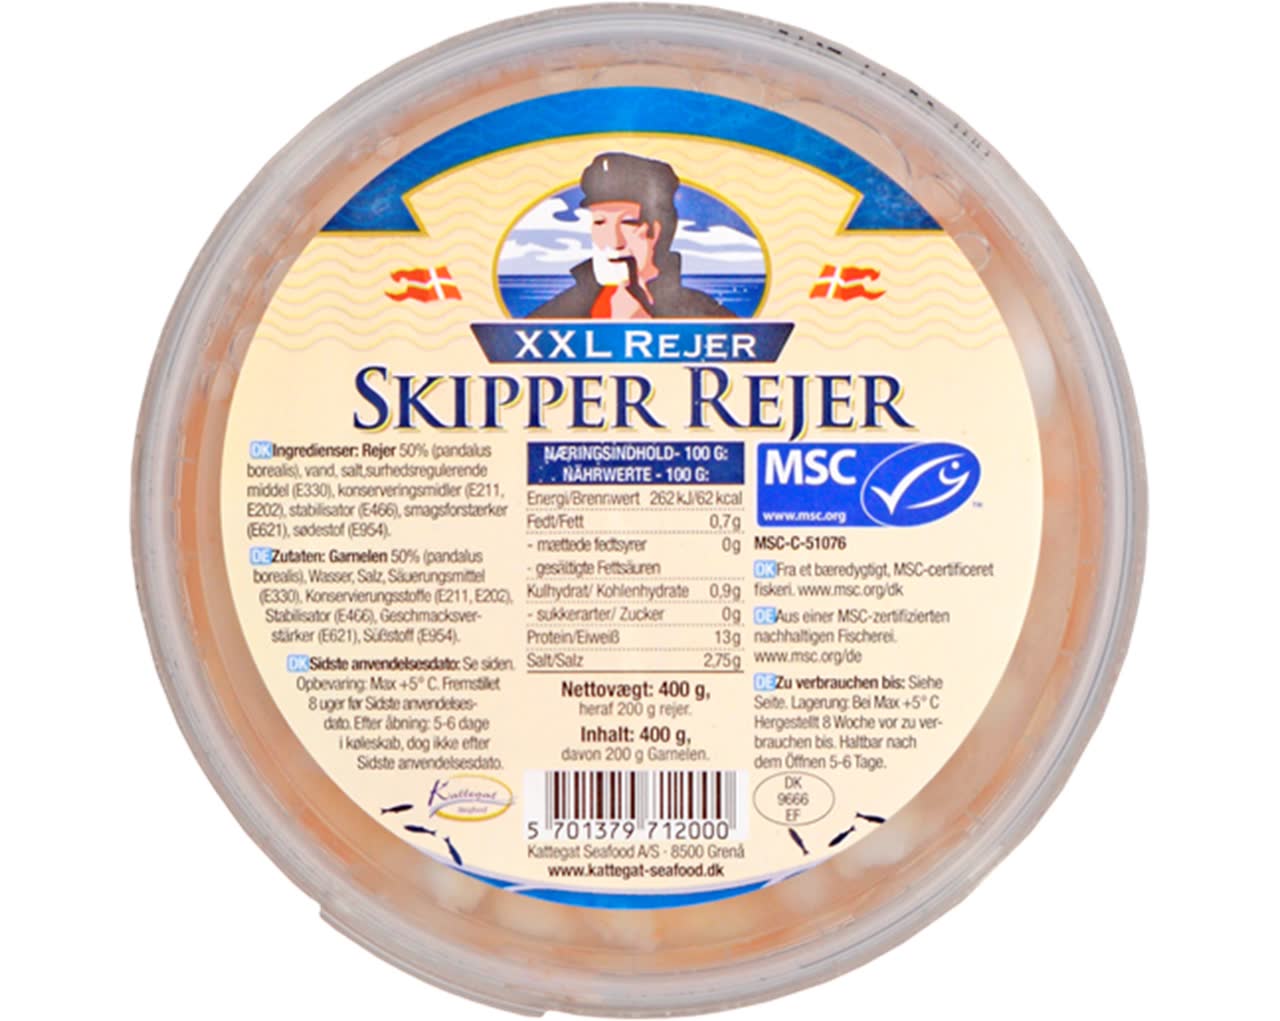 XXL REJER
SKIPPER REJER
DK Ingredienser: Rejer 50% (pandalus
borealis), vand, salt,surhedsregulerende
middel (E330), konserveringsmidler (E211,
E202), stabilisator (E466), smagsforstærker
(E621), sødestof (E954).
DE Zutaten: Garnelen 50% (pandalus
borealis), Wasser, Salz, Säuerungsmittel
(E330), Konservierungsstoffe (E211, E202),
Stabilisator (E466), Geschmacksver-
stärker (E621), Süßstoff (E954).
DK Sidste anvendelsesdato: Se siden.
Opbevaring: Max +5° C. Fremstillet
8 uger før Sidste anvendelses-
dato. Efter åbning: 5-6 dage
i køleskab, dog ikke efter
Sidste anvendelsesdato.
Kattegat
Seafood
NÆRINGSINDHOLD- 100 G:
NÄHRWERTE - 100 G:
Energi/Brennwert 262 kJ/62 kcal
Fedt/Fett 0,7g
- mættede fedtsyrer 0g
- gesäligte Fettsäuren
Kulhydrat/ Kohlenhydrate 0,9g
- sukkerarter/ Zucker 0g
Protein/Eiweiß 13g
Salt/Salz 2,75g
Nettovægt: 400 g,
heraf 200 g rejer.
Inhalt: 400 g,
davon 200 g Garnelen.
5 701379 712000
Kattegat Seafood A/S · 8500 Grenå
www.kattegat-seafood.dk
MSC
www.msc.org
TM
MSC-C-51076
DK Fra et bæredygtigt, MSC-certificeret
fiskeri. www.msc.org/dk
DE Aus einer MSC-zertifizierten
nachhaltigen Fischerei.
www.msc.org/de
DE Zu verbrauchen bis: Siehe
Seite. Lagerung: Bei Max +5° C
Hergestellt 8 Woche vor zu ver-
brauchen bis. Haltbar nach
dem Öffnen 5-6 Tage.
DK
9666
EF